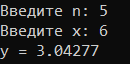 Введите n: 5
Введите x: 6
y = 3.04277